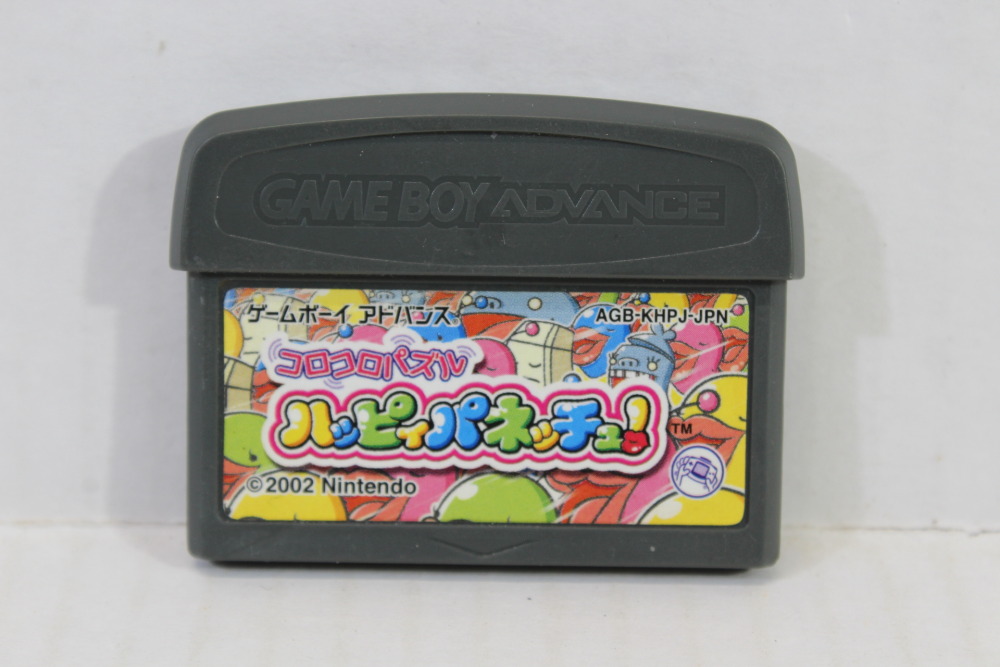 GAME BOY ADVANCE
ゲームボーイ アドバンス® AGB-KHPJ-JPN
コロコロパズル
ハッピィパネッチュ!™
©2002 Nintendo